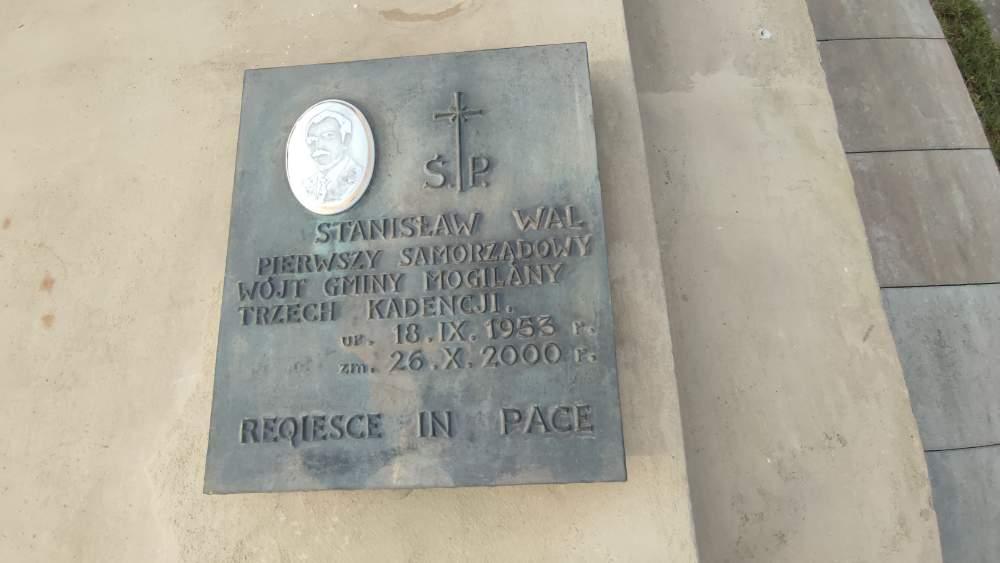 Ś.P.
STANISŁAW WAL
PIERWSZY SAMORZĄDOWY
WÓJT GMINY MOGILANY
TRZECH KADENCJI.
ur. 18.IX.1953 r.
zm. 26.X.2000 r.
REQIESCE IN PACE